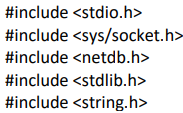 #include <stdio.h>
#include <sys/socket.h>
#include <netdb.h>
#include <stdlib.h>
#include <string.h>